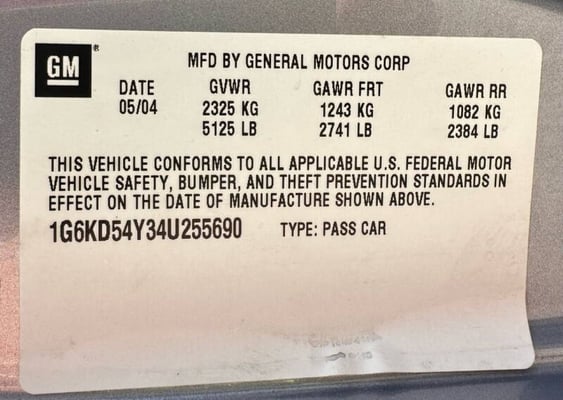 GM®
MFD BY GENERAL MOTORS CORP
DATE GVWR GAWR FRT GAWR RR
05/04 2325 KG 1243 KG 1082 KG
5125 LB 2741 LB 2384 LB
THIS VEHICLE CONFORMS TO ALL APPLICABLE U.S. FEDERAL MOTOR
VEHICLE SAFETY, BUMPER, AND THEFT PREVENTION STANDARDS IN
EFFECT ON THE DATE OF MANUFACTURE SHOWN ABOVE.
1G6KD54Y34U255690 TYPE: PASS CAR